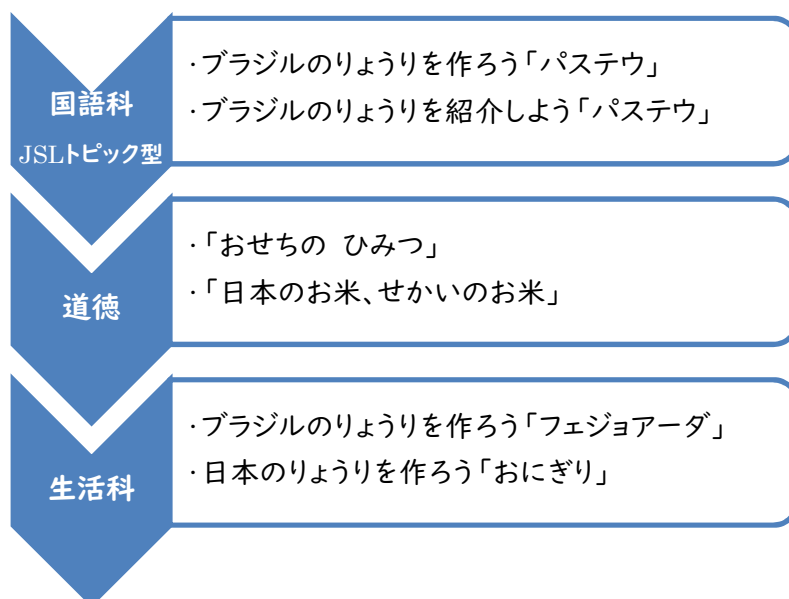 国語科
JSLトピック型
・ブラジルのりょうりを作ろう「パステウ」
・ブラジルのりょうりを紹介しよう「パステウ」
道徳
・「おせちの ひみつ」
・「日本のお米、せかいのお米」
生活科
・ブラジルのりょうりを作ろう「フェジョアーダ」
・日本のりょうりを作ろう「おにぎり」